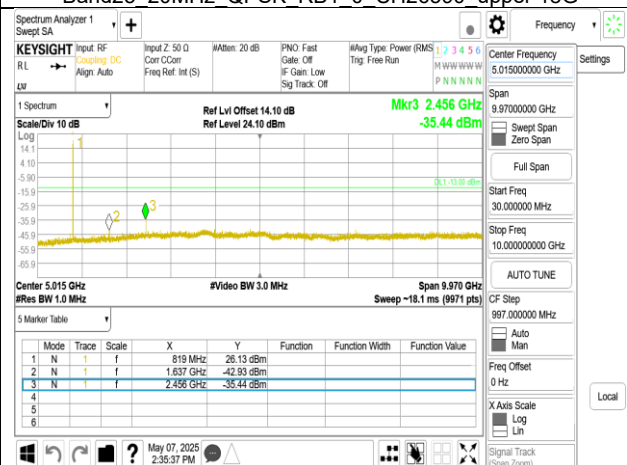 Spectrum Analyzer 1
Swept SA
Frequency
Settings
KEYSIGHT
Input: RF
Coupling: DC
Align: Auto
Input Z: 50 Ω
Corr CCorr
Freq Ref: Int (S)
#Atten: 20 dB
PNO: Fast
Gate: Off
IF Gain: Low
Sig Track: Off
#Avg Type: Power (RMS
Trig: Free Run
1 2 3 4 5 6
M W W W W W
P N N N N N
RL
LXI
1 Spectrum
Scale/Div 10 dB
Log
Ref Lvl Offset 14.10 dB
Ref Level 24.10 dBm
Mkr3 2.456 GHz
-35.44 dBm
14.1
4.10
-5.90
-15.9
-25.9
-35.9
-45.9
-55.9
-65.9
1
2
3
DL1 -13.00 dBm
Center 5.015 GHz
#Res BW 1.0 MHz
#Video BW 3.0 MHz
Span 9.970 GHz
Sweep ~18.1 ms (9971 pts)
5 Marker Table
Mode Trace Scale X Y Function Function Width Function Value
1 N 1 f 819 MHz 26.13 dBm
2 N 1 f 1.637 GHz -42.93 dBm
3 N 1 f 2.456 GHz -35.44 dBm
4
5
6
May 07, 2025
2:35:37 PM
Center Frequency
5.015000000 GHz
Span
9.97000000 GHz
Swept Span
Zero Span
Full Span
Start Freq
30.000000 MHz
Stop Freq
10.000000000 GHz
AUTO TUNE
CF Step
997.000000 MHz
Auto
Man
Freq Offset
0 Hz
X Axis Scale
Log
Lin
Signal Track
(Span Zoom)
Local